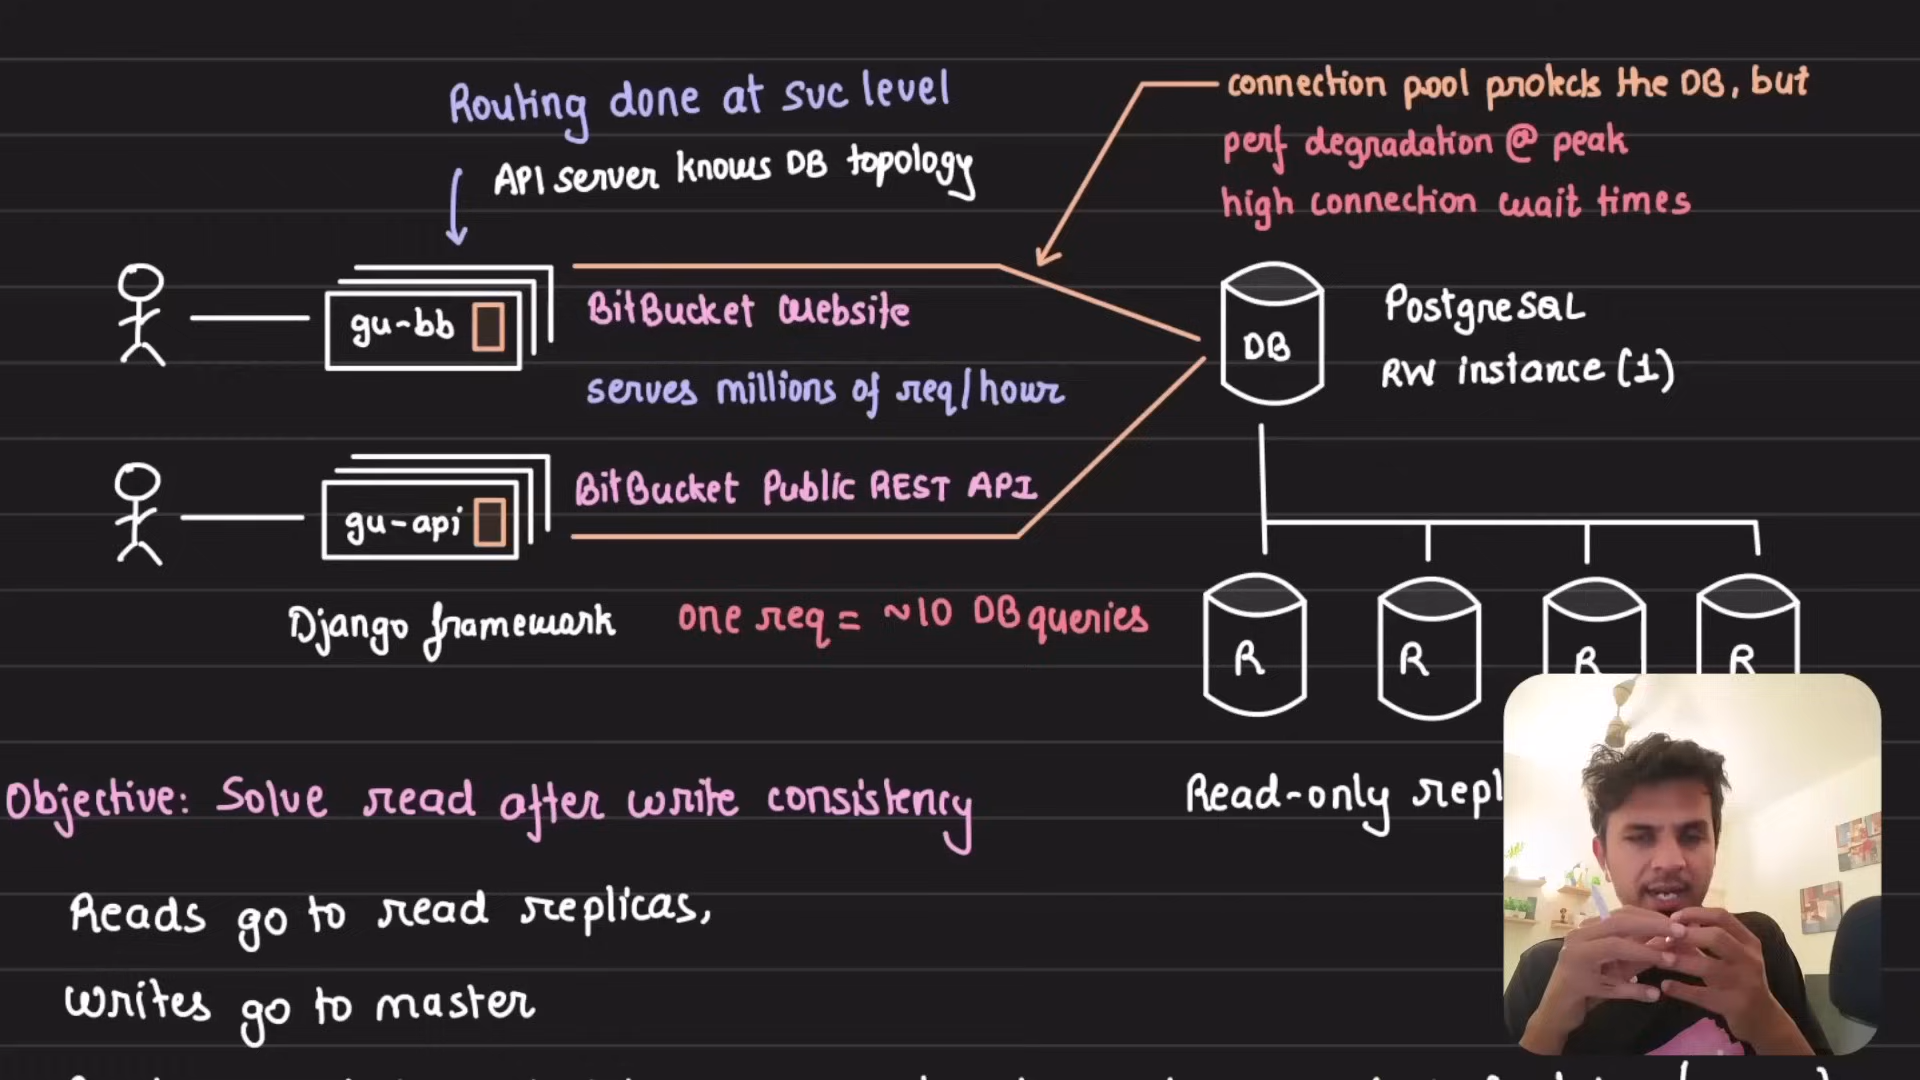 Routing done at svc level
API server knows DB topology
connection pool protects the DB, but
perf degradation @ peak
high connection wait times
gu-bb
BitBucket website
serves millions of req/hour
DB
PostgreSQL
RW instance (1)
gu-api
BitBucket Public REST API
Django framework
one req = ~10 DB queries
R
R
R
R
Objective: Solve read after write consistency
Read-only
Reads go to read replicas,
writes go to master